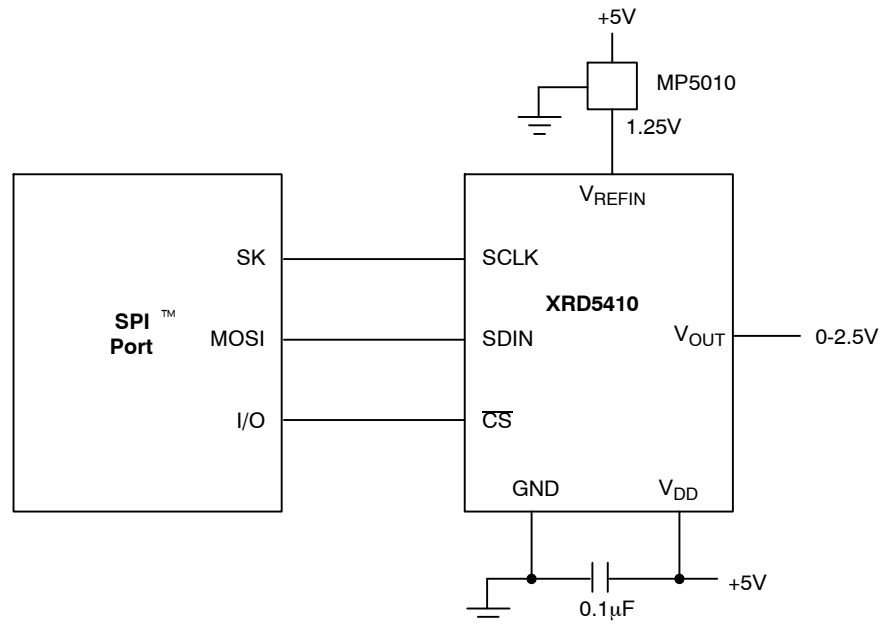 +5V
MP5010
1.25V
VREFIN
SK
SCLK
XRD5410
SPI ™
Port
MOSI
SDIN
VOUT
0-2.5V
I/O
CS
GND
VDD
+5V
0.1µF